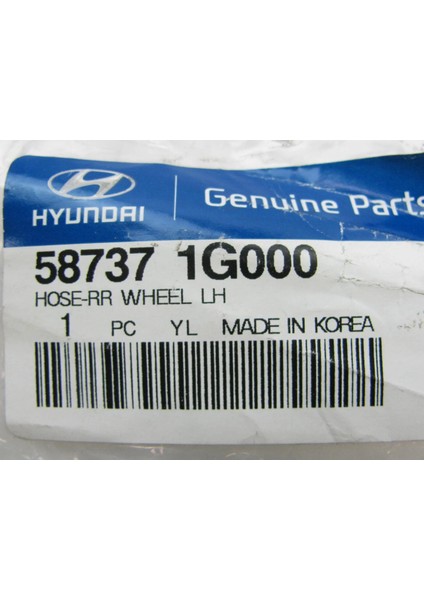 HYUNDAI
Genuine Parts
58737 1G000
HOSE-RR WHEEL LH
1 PC YL MADE IN KOREA